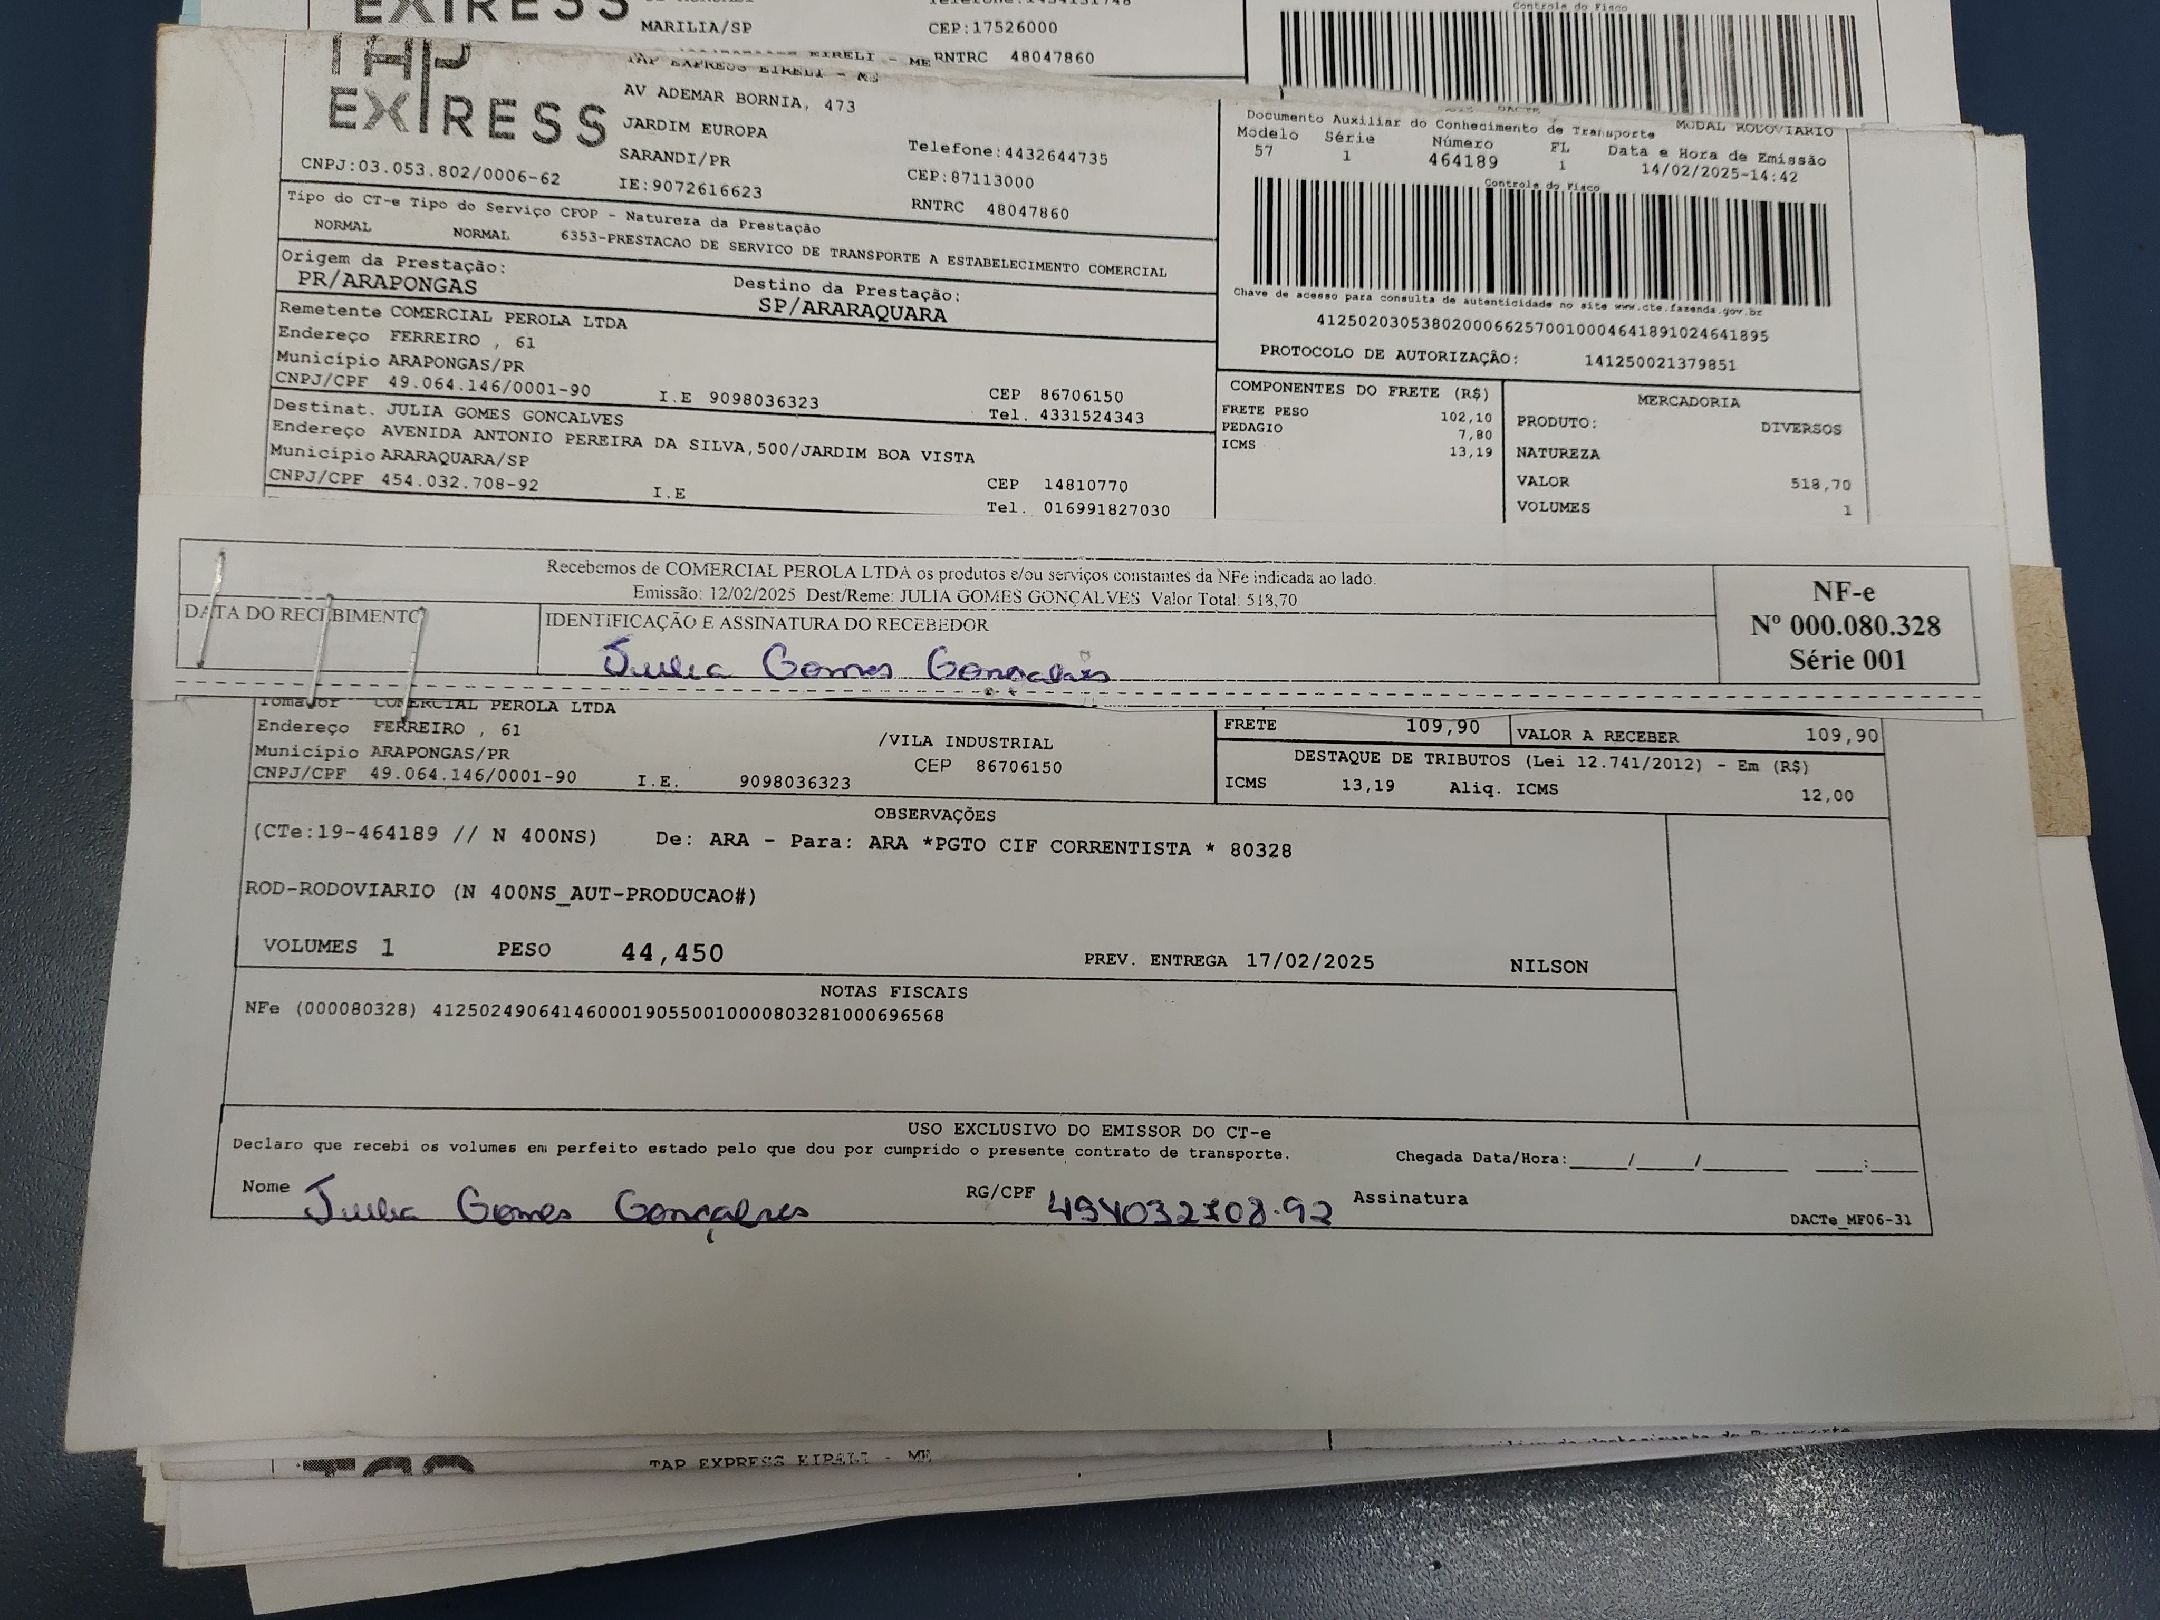 EXPRESS
MARILIA/SP CEP:17526000
RNTRC 48047860
Controle do Fisco
TAP EXPRESS
TAP EXPRESS EIRELI - ME
AV ADEMAR BORNIA, 473
JARDIM EUROPA
SARANDI/PR Telefone:4432644735
CNPJ:03.053.802/0006-62 IE:9072616623 CEP:87113000
RNTRC 48047860
DACTE
Documento Auxiliar do Conhecimento de Transporte MODAL RODOVIARIO
Modelo Série Número FL Data e Hora de Emissão
57 1 464189 1 14/02/2025-14:42
Controle do Fisco
Tipo do CT-e Tipo do Serviço CFOP - Natureza da Prestação
NORMAL NORMAL 6353-PRESTACAO DE SERVICO DE TRANSPORTE A ESTABELECIMENTO COMERCIAL
Origem da Prestação: Destino da Prestação:
PR/ARAPONGAS SP/ARARAQUARA
Chave de acesso para consulta de autenticidade no site www.cte.fazenda.gov.br
41250203053802000662570010004641891024641895
PROTOCOLO DE AUTORIZAÇÃO: 141250021379851
Remetente COMERCIAL PEROLA LTDA
Endereço FERREIRO , 61
Município ARAPONGAS/PR CEP 86706150
CNPJ/CPF 49.064.146/0001-90 I.E 9098036323 Tel. 4331524343
Destinat. JULIA GOMES GONCALVES
Endereço AVENIDA ANTONIO PEREIRA DA SILVA,500/JARDIM BOA VISTA
Município ARARAQUARA/SP CEP 14810770
CNPJ/CPF 454.032.708-92 I.E Tel. 016991827030
COMPONENTES DO FRETE (R$)
FRETE PESO 102,10
PEDAGIO 7,80
ICMS 13,19
MERCADORIA
PRODUTO: DIVERSOS
NATUREZA
VALOR 518,70
VOLUMES 1
Recebemos de COMERCIAL PEROLA LTDA os produtos e/ou serviços constantes da NFe indicada ao lado.
Emissão: 12/02/2025 Dest/Reme: JULIA GOMES GONÇALVES Valor Total: 518,70
DATA DO RECEBIMENTO IDENTIFICAÇÃO E ASSINATURA DO RECEBEDOR
Julia Gomes Gonçalves
NF-e
Nº 000.080.328
Série 001
Tomador COMERCIAL PEROLA LTDA
Endereço FERREIRO , 61 /VILA INDUSTRIAL
Município ARAPONGAS/PR CEP 86706150
CNPJ/CPF 49.064.146/0001-90 I.E. 9098036323
FRETE 109,90 VALOR A RECEBER 109,90
DESTAQUE DE TRIBUTOS (Lei 12.741/2012) - Em (R$)
ICMS 13,19 Aliq. ICMS 12,00
OBSERVAÇÕES
(CTe:19-464189 // N 400NS) De: ARA - Para: ARA *PGTO CIF CORRENTISTA * 80328
ROD-RODOVIARIO (N 400NS_AUT-PRODUCAO#)
VOLUMES 1 PESO 44,450 PREV. ENTREGA 17/02/2025 NILSON
NOTAS FISCAIS
NFe (000080328) 41250249064146000190550010000803281000696568
USO EXCLUSIVO DO EMISSOR DO CT-e
Declaro que recebi os volumes em perfeito estado pelo que dou por cumprido o presente contrato de transporte. Chegada Data/Hora:____/____/______ ___:___
Nome Julia Gomes Gonçalves RG/CPF 454032708-92 Assinatura
DACTe_MF06-31
TAP EXPRESS EIRELI - ME